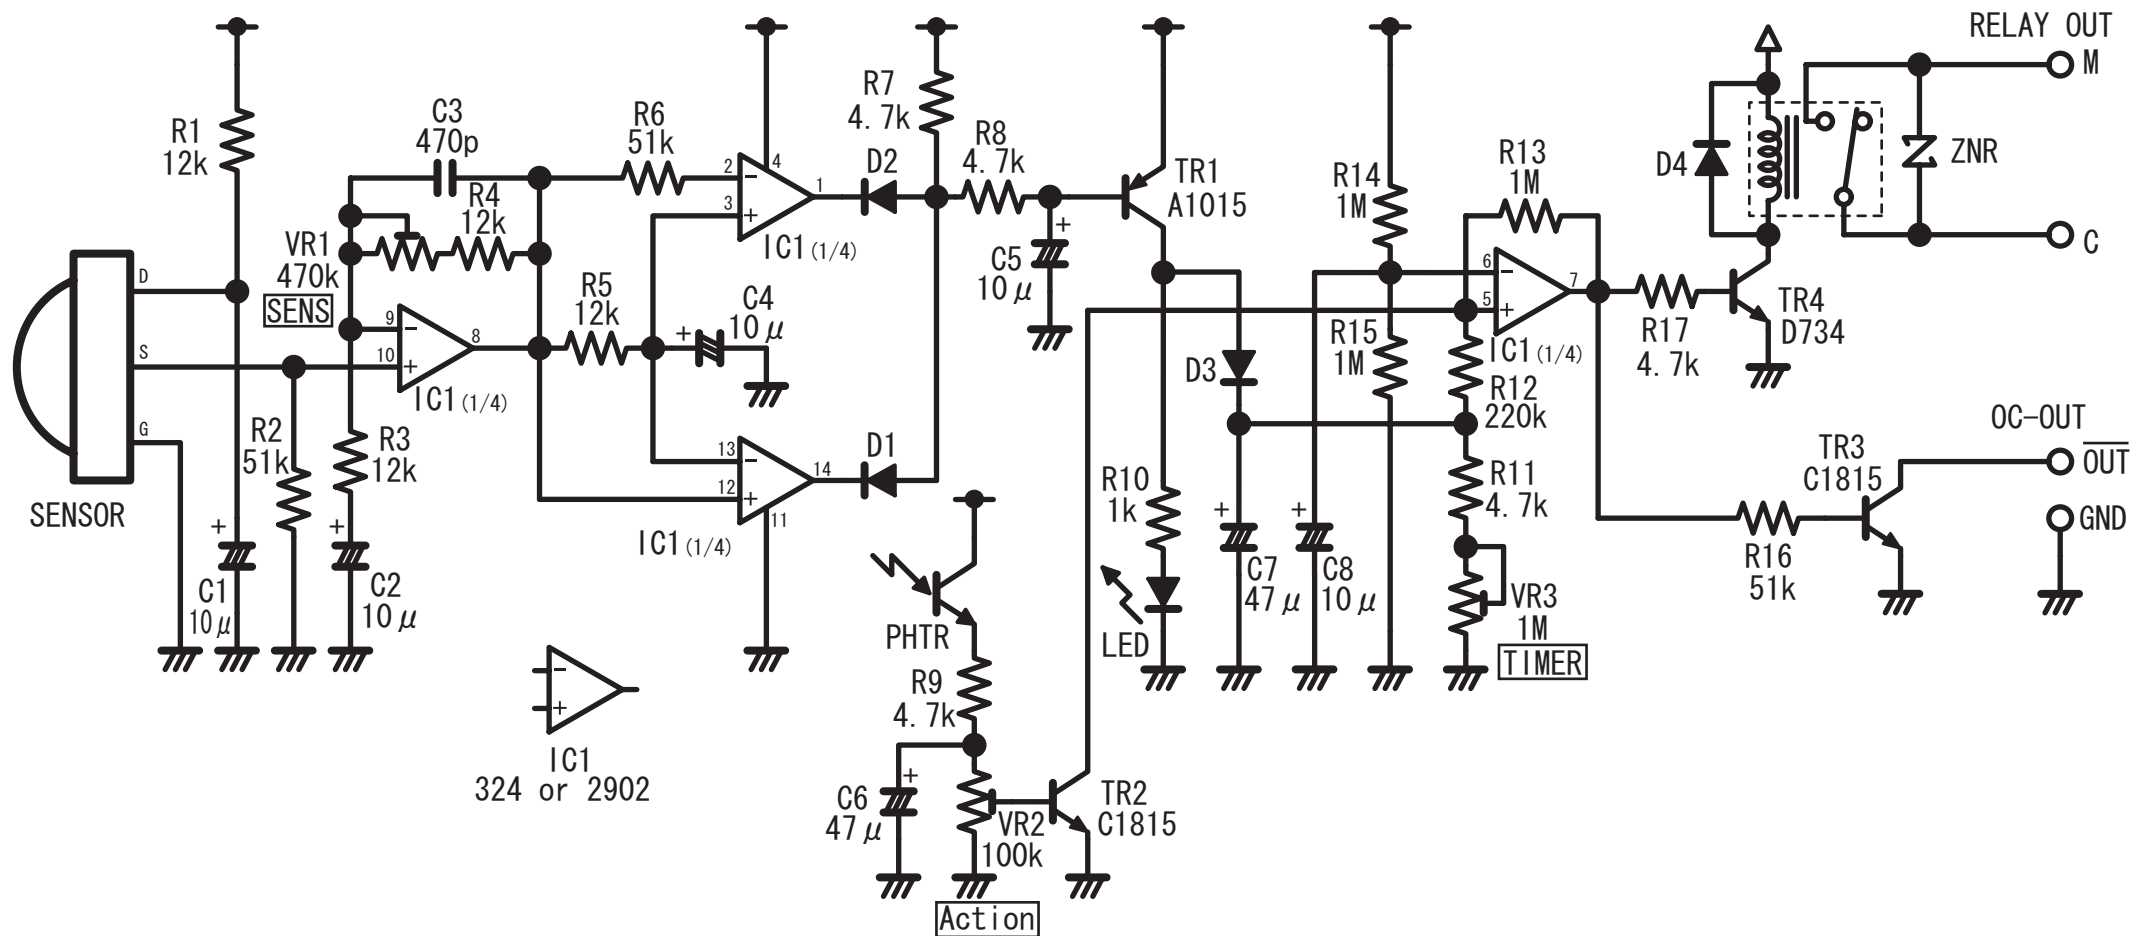 RELAY OUT
M
C
R1
12k
C3
470p
R4
12k
VR1
470k
SENS
R6
51k
2
3
4
1
−
+
IC1(1/4)
R7
4.7k
D2
R8
4.7k
+
C5
10μ
TR1
A1015
R14
1M
R13
1M
6
5
7
−
+
IC1(1/4)
R15
1M
R12
220k
R17
4.7k
TR4
D734
D4
ZNR
D
S
G
SENSOR
9
10
8
−
+
IC1(1/4)
R5
12k
+
C4
10μ
13
12
14
11
−
+
IC1(1/4)
D1
R2
51k
R3
12k
+
C1
10μ
+
C2
10μ
D3
R10
1k
LED
+
C7
47μ
+
C8
10μ
R11
4.7k
VR3
1M
TIMER
OC-OUT
OUT
GND
TR3
C1815
R16
51k
PHTR
R9
4.7k
+
C6
47μ
VR2
100k
Action
TR2
C1815
−
+
IC1
324 or 2902